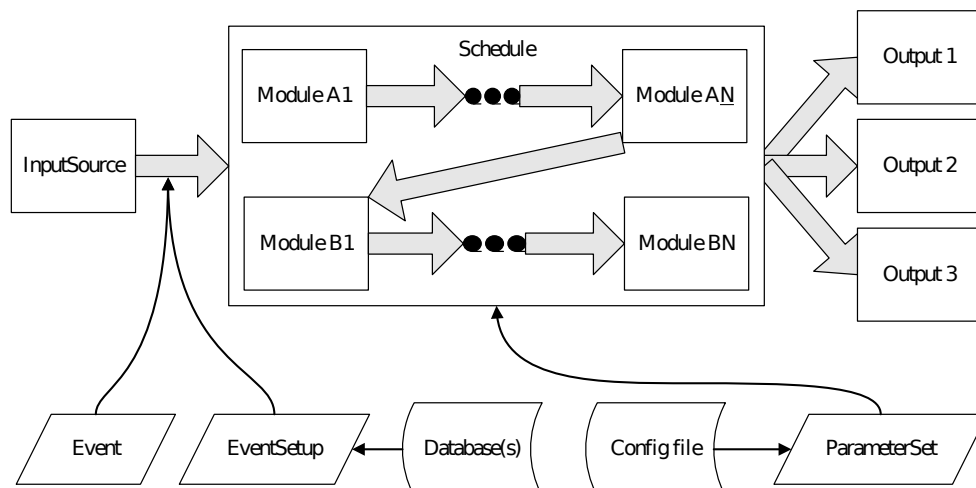 Schedule
Output 1
Module A1
Module AN
InputSource
Output 2
Module B1
Module BN
Output 3
Event
EventSetup
Database(s)
Config file
ParameterSet